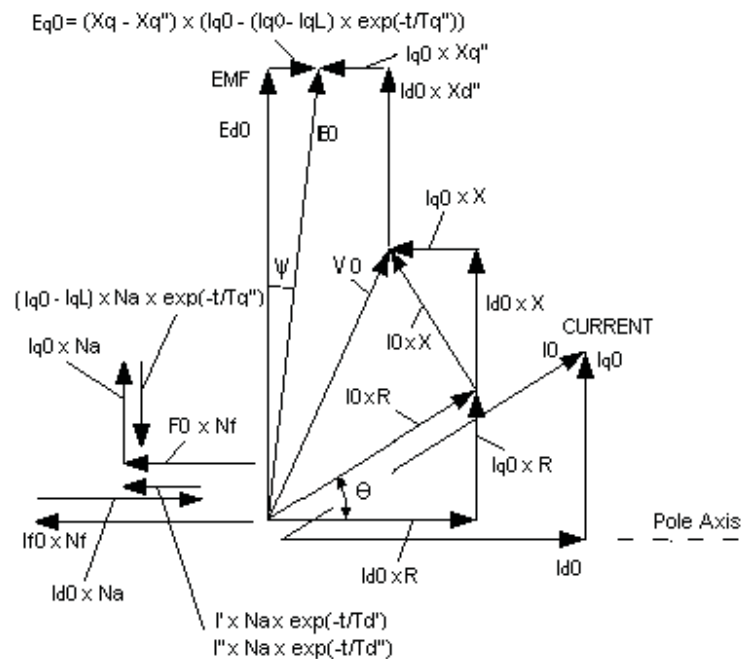 Eq0 = (Xq - Xq") x (Iq0 - (Iq0- IqL) x exp(-t/Tq"))
Iq0 x Xq"
EMF
Id0 x Xd"
Ed0
E0
Iq0 x X
Ψ
V0
(Iq0 - IqL) x Na x exp(-t/Tq")
Id0 x X
I0 x X
CURRENT
I0
Iq0
Iq0 x Na
I0 x R
F0 x Nf
Iq0 x R
Θ
Pole Axis
If0 x Nf
Id0 x R
Id0
Id0 x Na
I' x Na x exp(-t/Td')
I" x Na x exp(-t/Td")